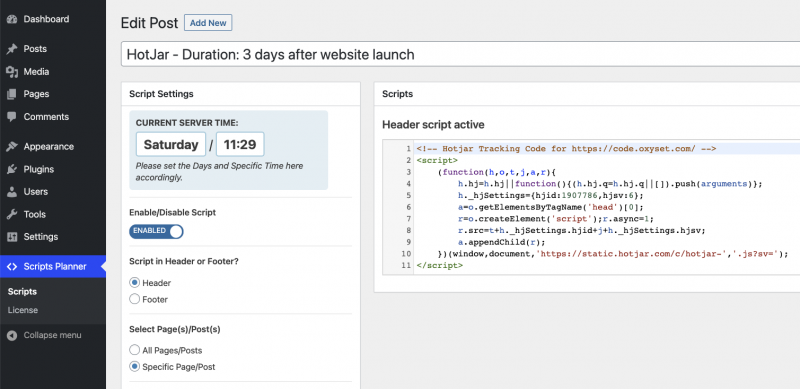 Dashboard
Posts
Media
Pages
Comments
Appearance
Plugins
Users
Tools
Settings
Scripts Planner
Scripts
License
Collapse menu
Edit Post
Add New
HotJar - Duration: 3 days after website launch
Script Settings
CURRENT SERVER TIME:
Saturday / 11:29
Please set the Days and Specific Time here
accordingly.
Enable/Disable Script
ENABLED
Script in Header or Footer?
Header
Footer
Select Page(s)/Post(s)
All Pages/Posts
Specific Page/Post
Scripts
Header script active
1 <!-- Hotjar Tracking Code for https://code.oxyset.com/ -->
2 <script>
3 (function(h,o,t,j,a,r){
4 h.hj=h.hj||function(){(h.hj.q=h.hj.q||[]).push(arguments)};
5 h._hjSettings={hjid:1907786,hjsv:6};
6 a=o.getElementsByTagName('head')[0];
7 r=o.createElement('script');r.async=1;
8 r.src=t+h._hjSettings.hjid+j+h._hjSettings.hjsv;
9 a.appendChild(r);
10 })(window,document,'https://static.hotjar.com/c/hotjar-','.js?sv=');
11 </script>